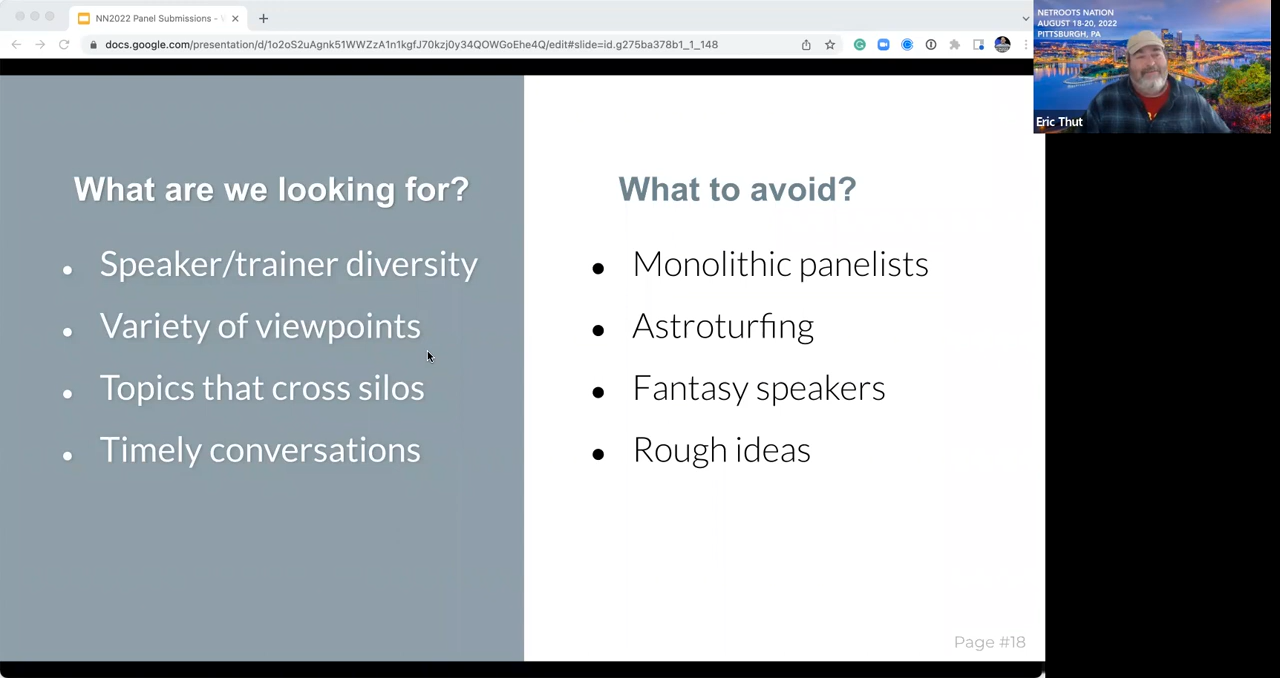 NN2022 Panel Submissions -
docs.google.com/presentation/d/1o2oS2uAgnk51WWZzA1n1kgfJ70kzj0y34QOWGoEhe4Q/edit#slide=id.g275ba378b1_1_148
NETROOTS NATION
AUGUST 18-20, 2022
PITTSBURGH, PA
Eric Thut
What are we looking for?
• Speaker/trainer diversity
• Variety of viewpoints
• Topics that cross silos
• Timely conversations
What to avoid?
• Monolithic panelists
• Astroturfing
• Fantasy speakers
• Rough ideas
Page #18